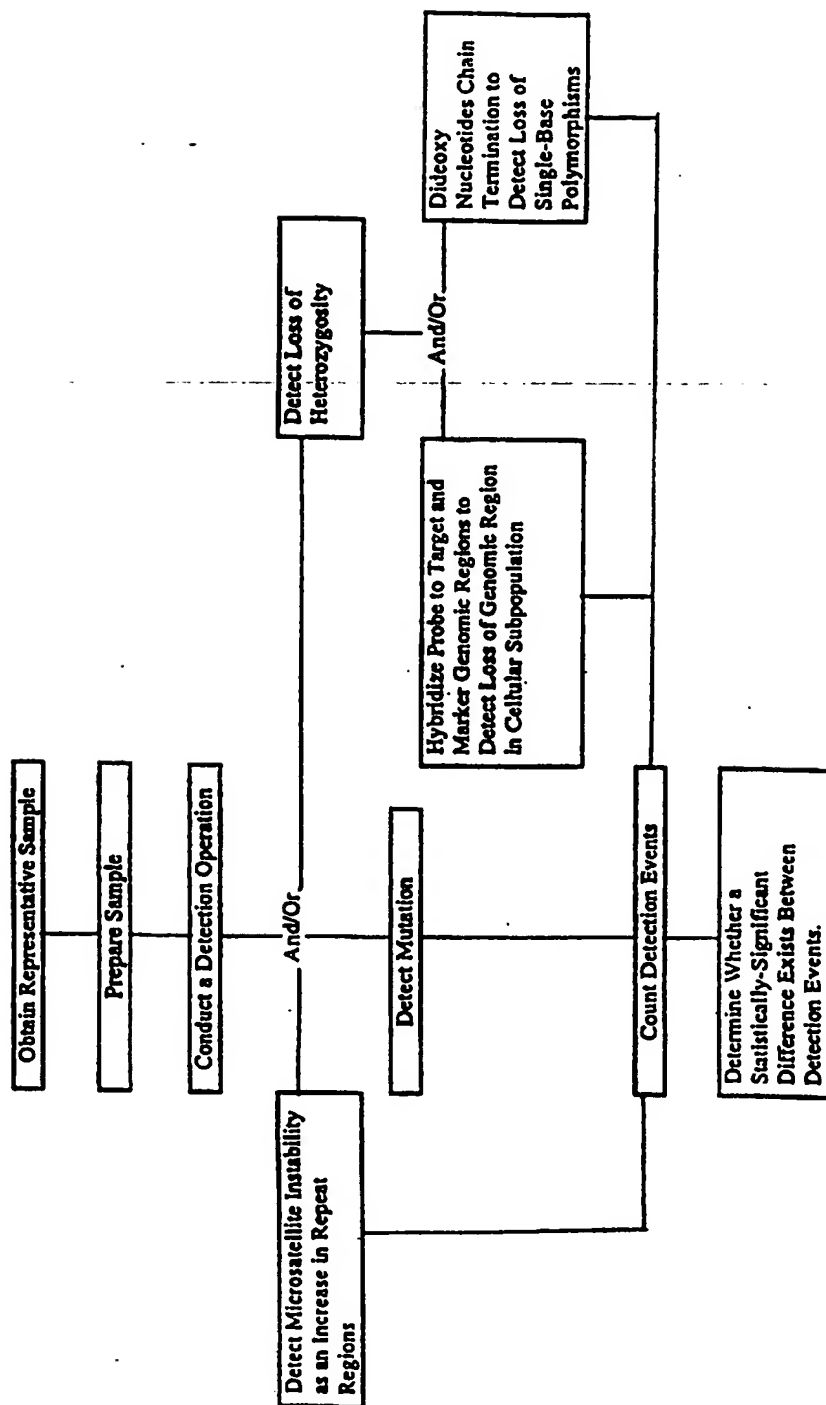 Obtain Representative Sample
Prepare Sample
Conduct a Detection Operation
And/Or
Detect Microsatellite Instability
as an Increase in Repeat
Regions
Detect Mutation
Detect Loss of
Heterozygosity
And/Or
Hybridize Probe to Target and
Marker Genomic Regions to
Detect Loss of Genomic Region
In Cellular Subpopulation
Dideoxy
Nucleotides Chain
Termination to
Detect Loss of
Single-Base
Polymorphisms
Count Detection Events
Determine Whether a
Statistically-Significant
Difference Exists Between
Detection Events.